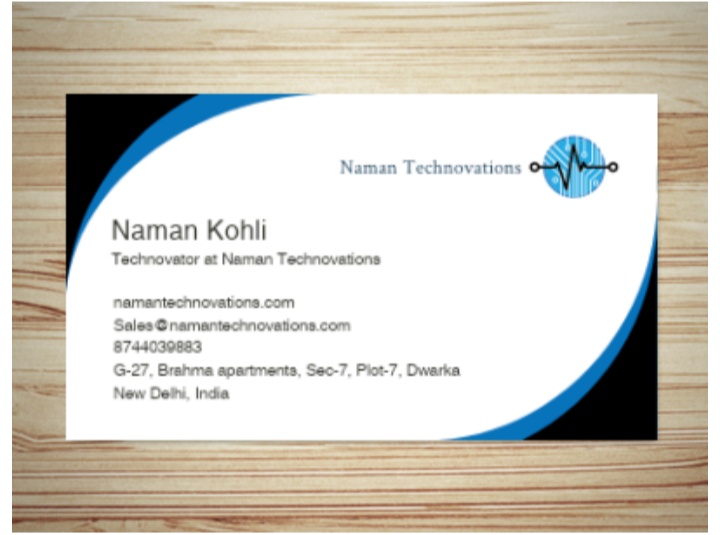 Naman Technovations
Naman Kohli
Technovator at Naman Technovations
namantechnovations.com
Sales@namantechnovations.com
8744039883
G-27, Brahma apartments, Sec-7, Plot-7, Dwarka
New Delhi, India